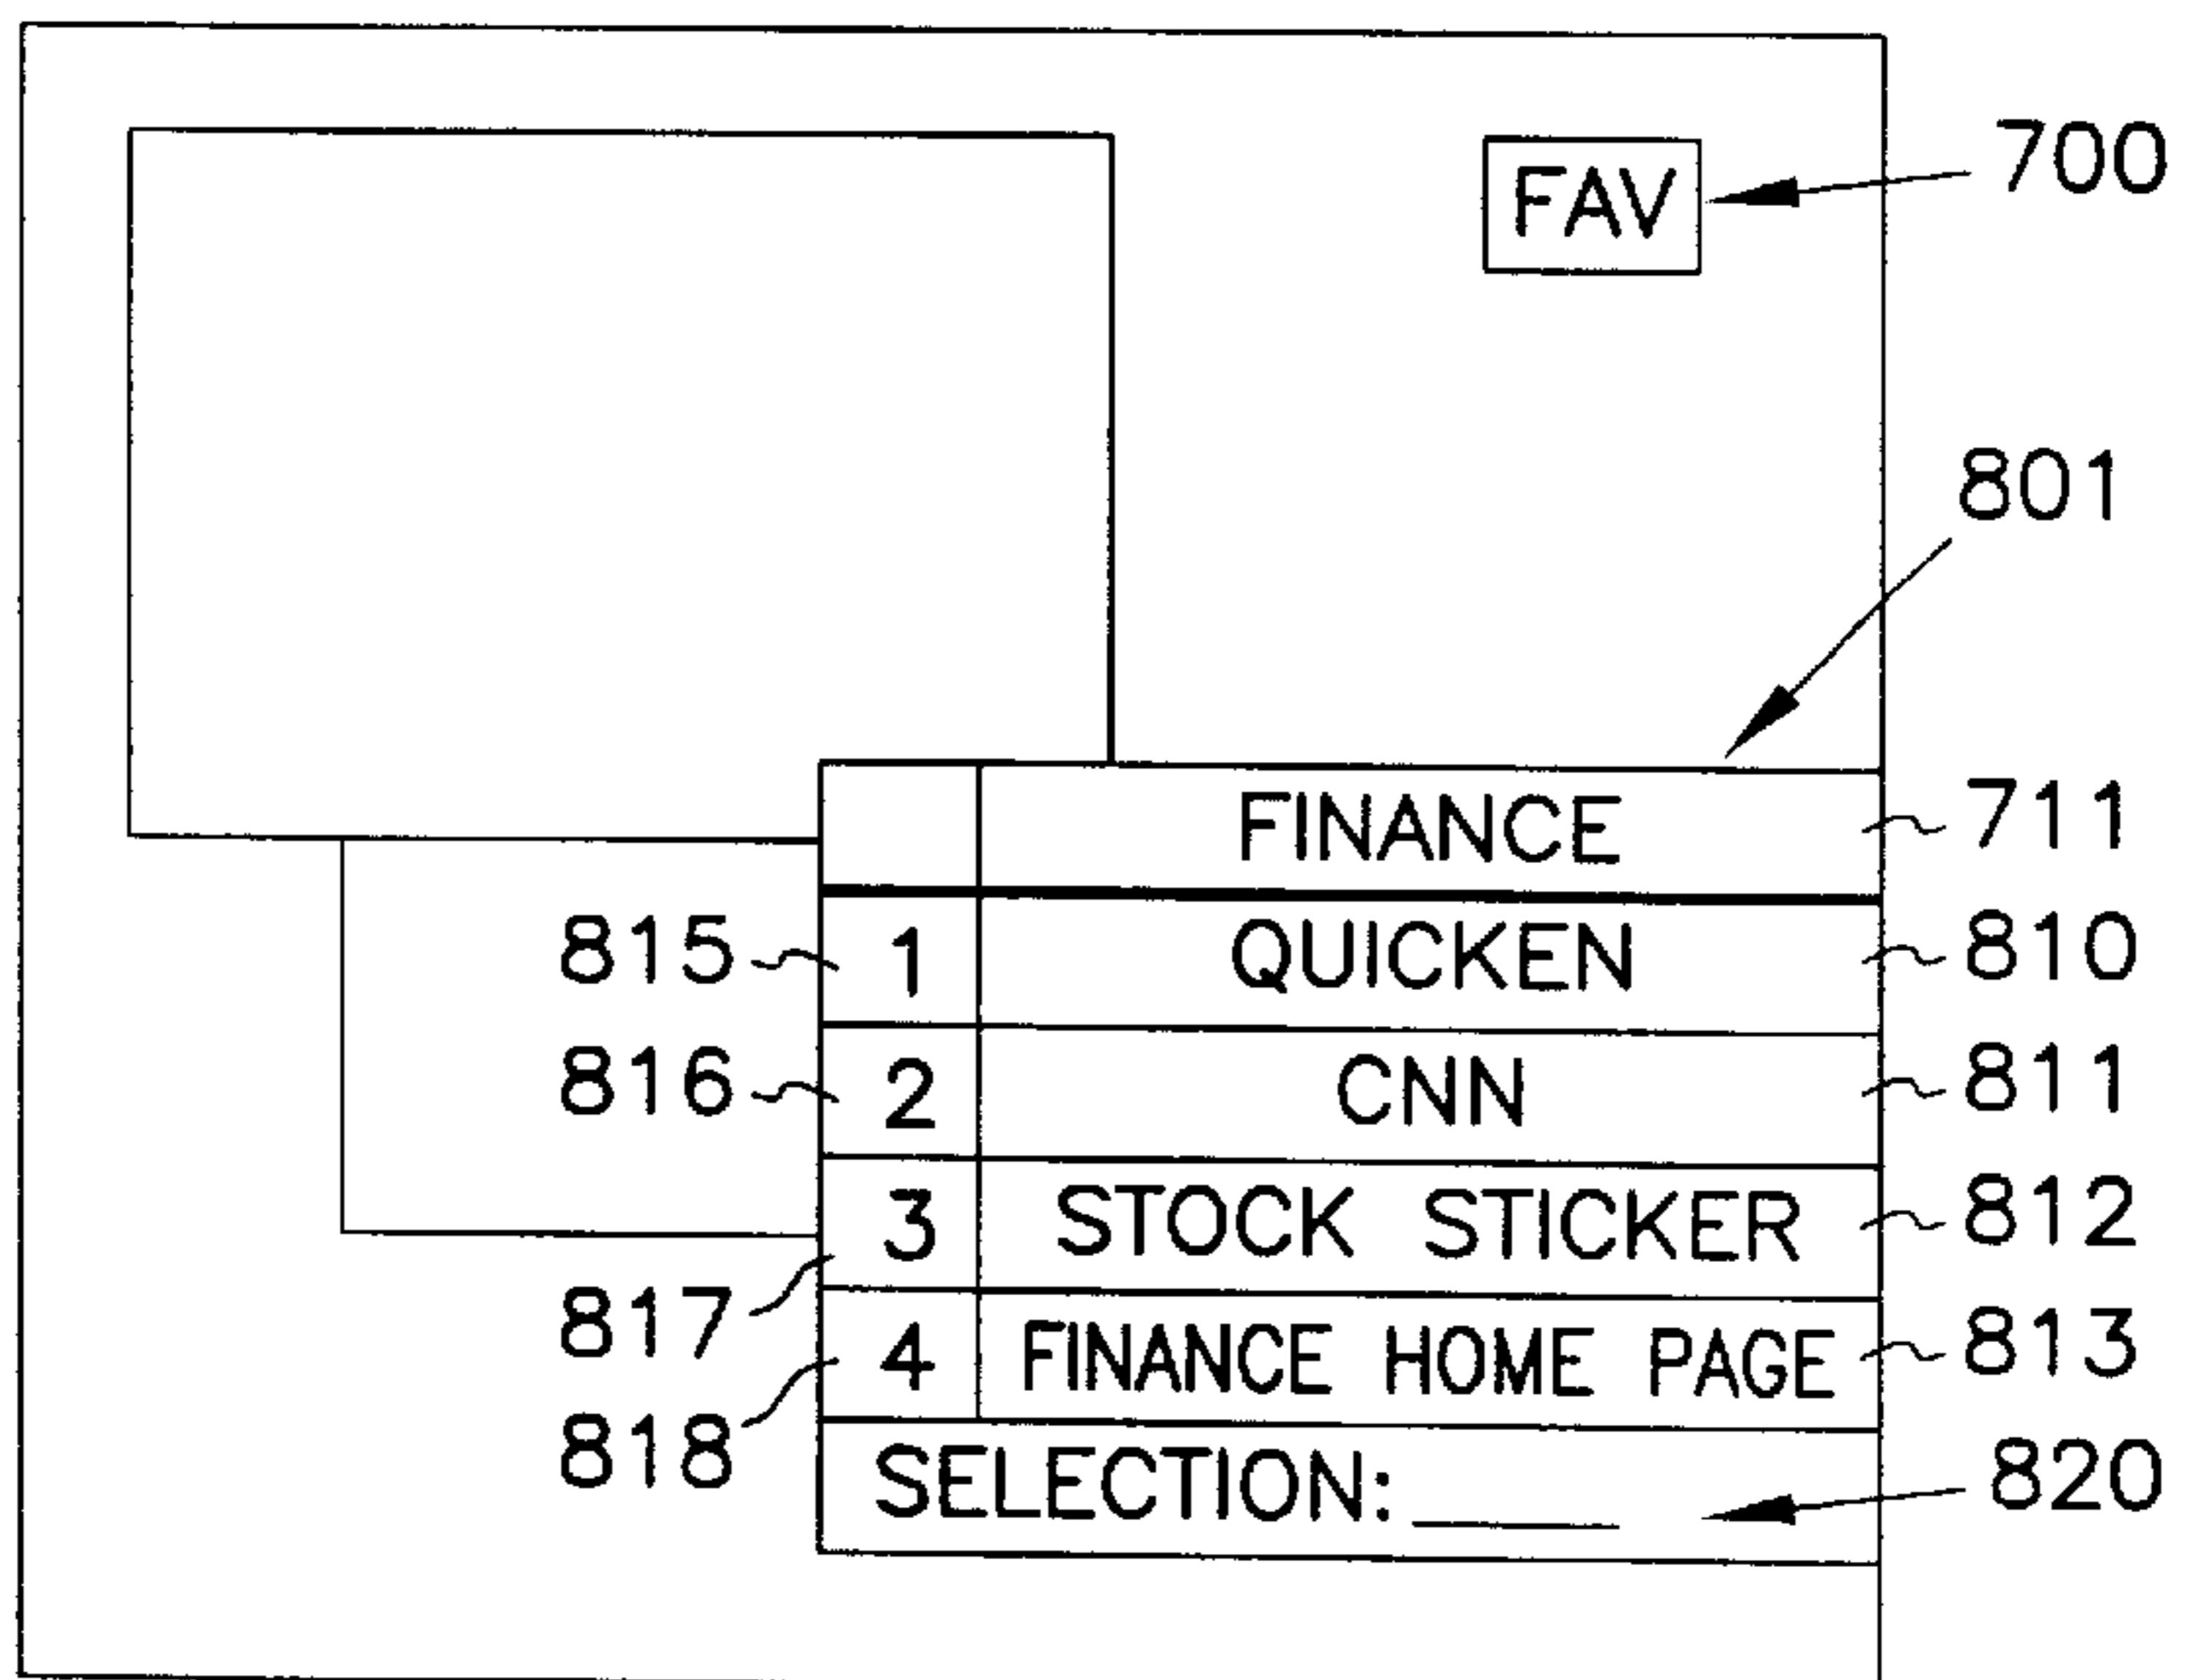 FAV 700
801
FINANCE 711
815 1 QUICKEN 810
816 2 CNN 811
3 STOCK STICKER 812
817 4 FINANCE HOME PAGE 813
818 SELECTION: _____ 820